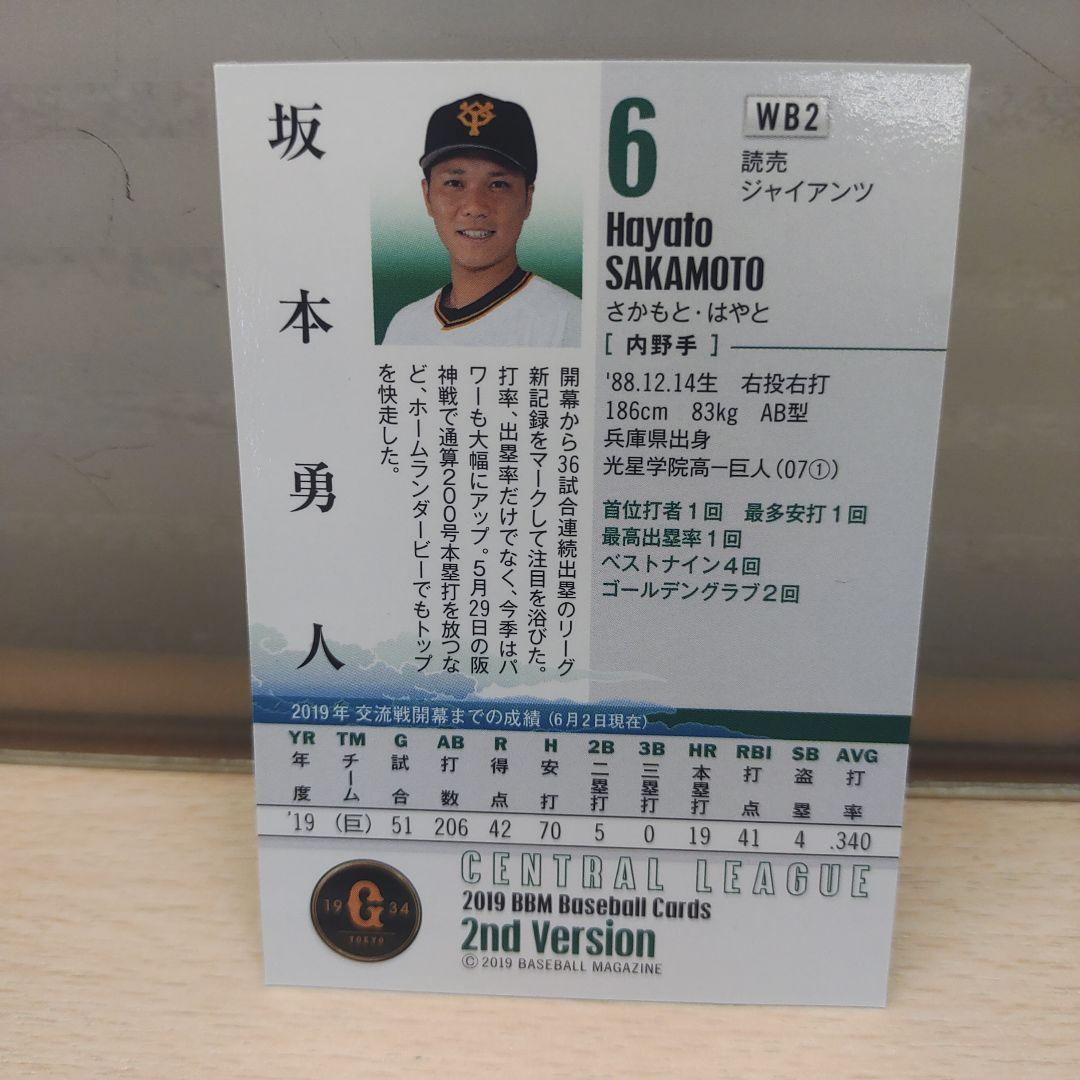 坂本勇人
6
WB2
読売
ジャイアンツ
Hayato
SAKAMOTO
さかもと・はやと
[ 内野手 ]
'88.12.14生 右投右打
186cm 83kg AB型
兵庫県出身
光星学院高ー巨人(07①)
首位打者1回 最多安打1回
最高出塁率1回
ベストナイン4回
ゴールデングラブ2回
開幕から36試合連続出塁のリーグ
新記録をマークして注目を浴びた。
打率、出塁率だけでなく、今季はパ
ワーも大幅にアップ。5月29日の阪
神戦で通算200号本塁打を放つな
ど、ホームランダービーでもトップ
を快走した。
2019年 交流戦開幕までの成績(6月2日現在)
YR TM G AB R H 2B 3B HR RBI SB AVG
年度 チーム 試合 打数 得点 安打 二塁打 三塁打 本塁打 打点 盗塁 打率
'19 (巨) 51 206 42 70 5 0 19 41 4 .340
CENTRAL LEAGUE
2019 BBM Baseball Cards
2nd Version
© 2019 BASEBALL MAGAZINE
19 G 34
TOKYO